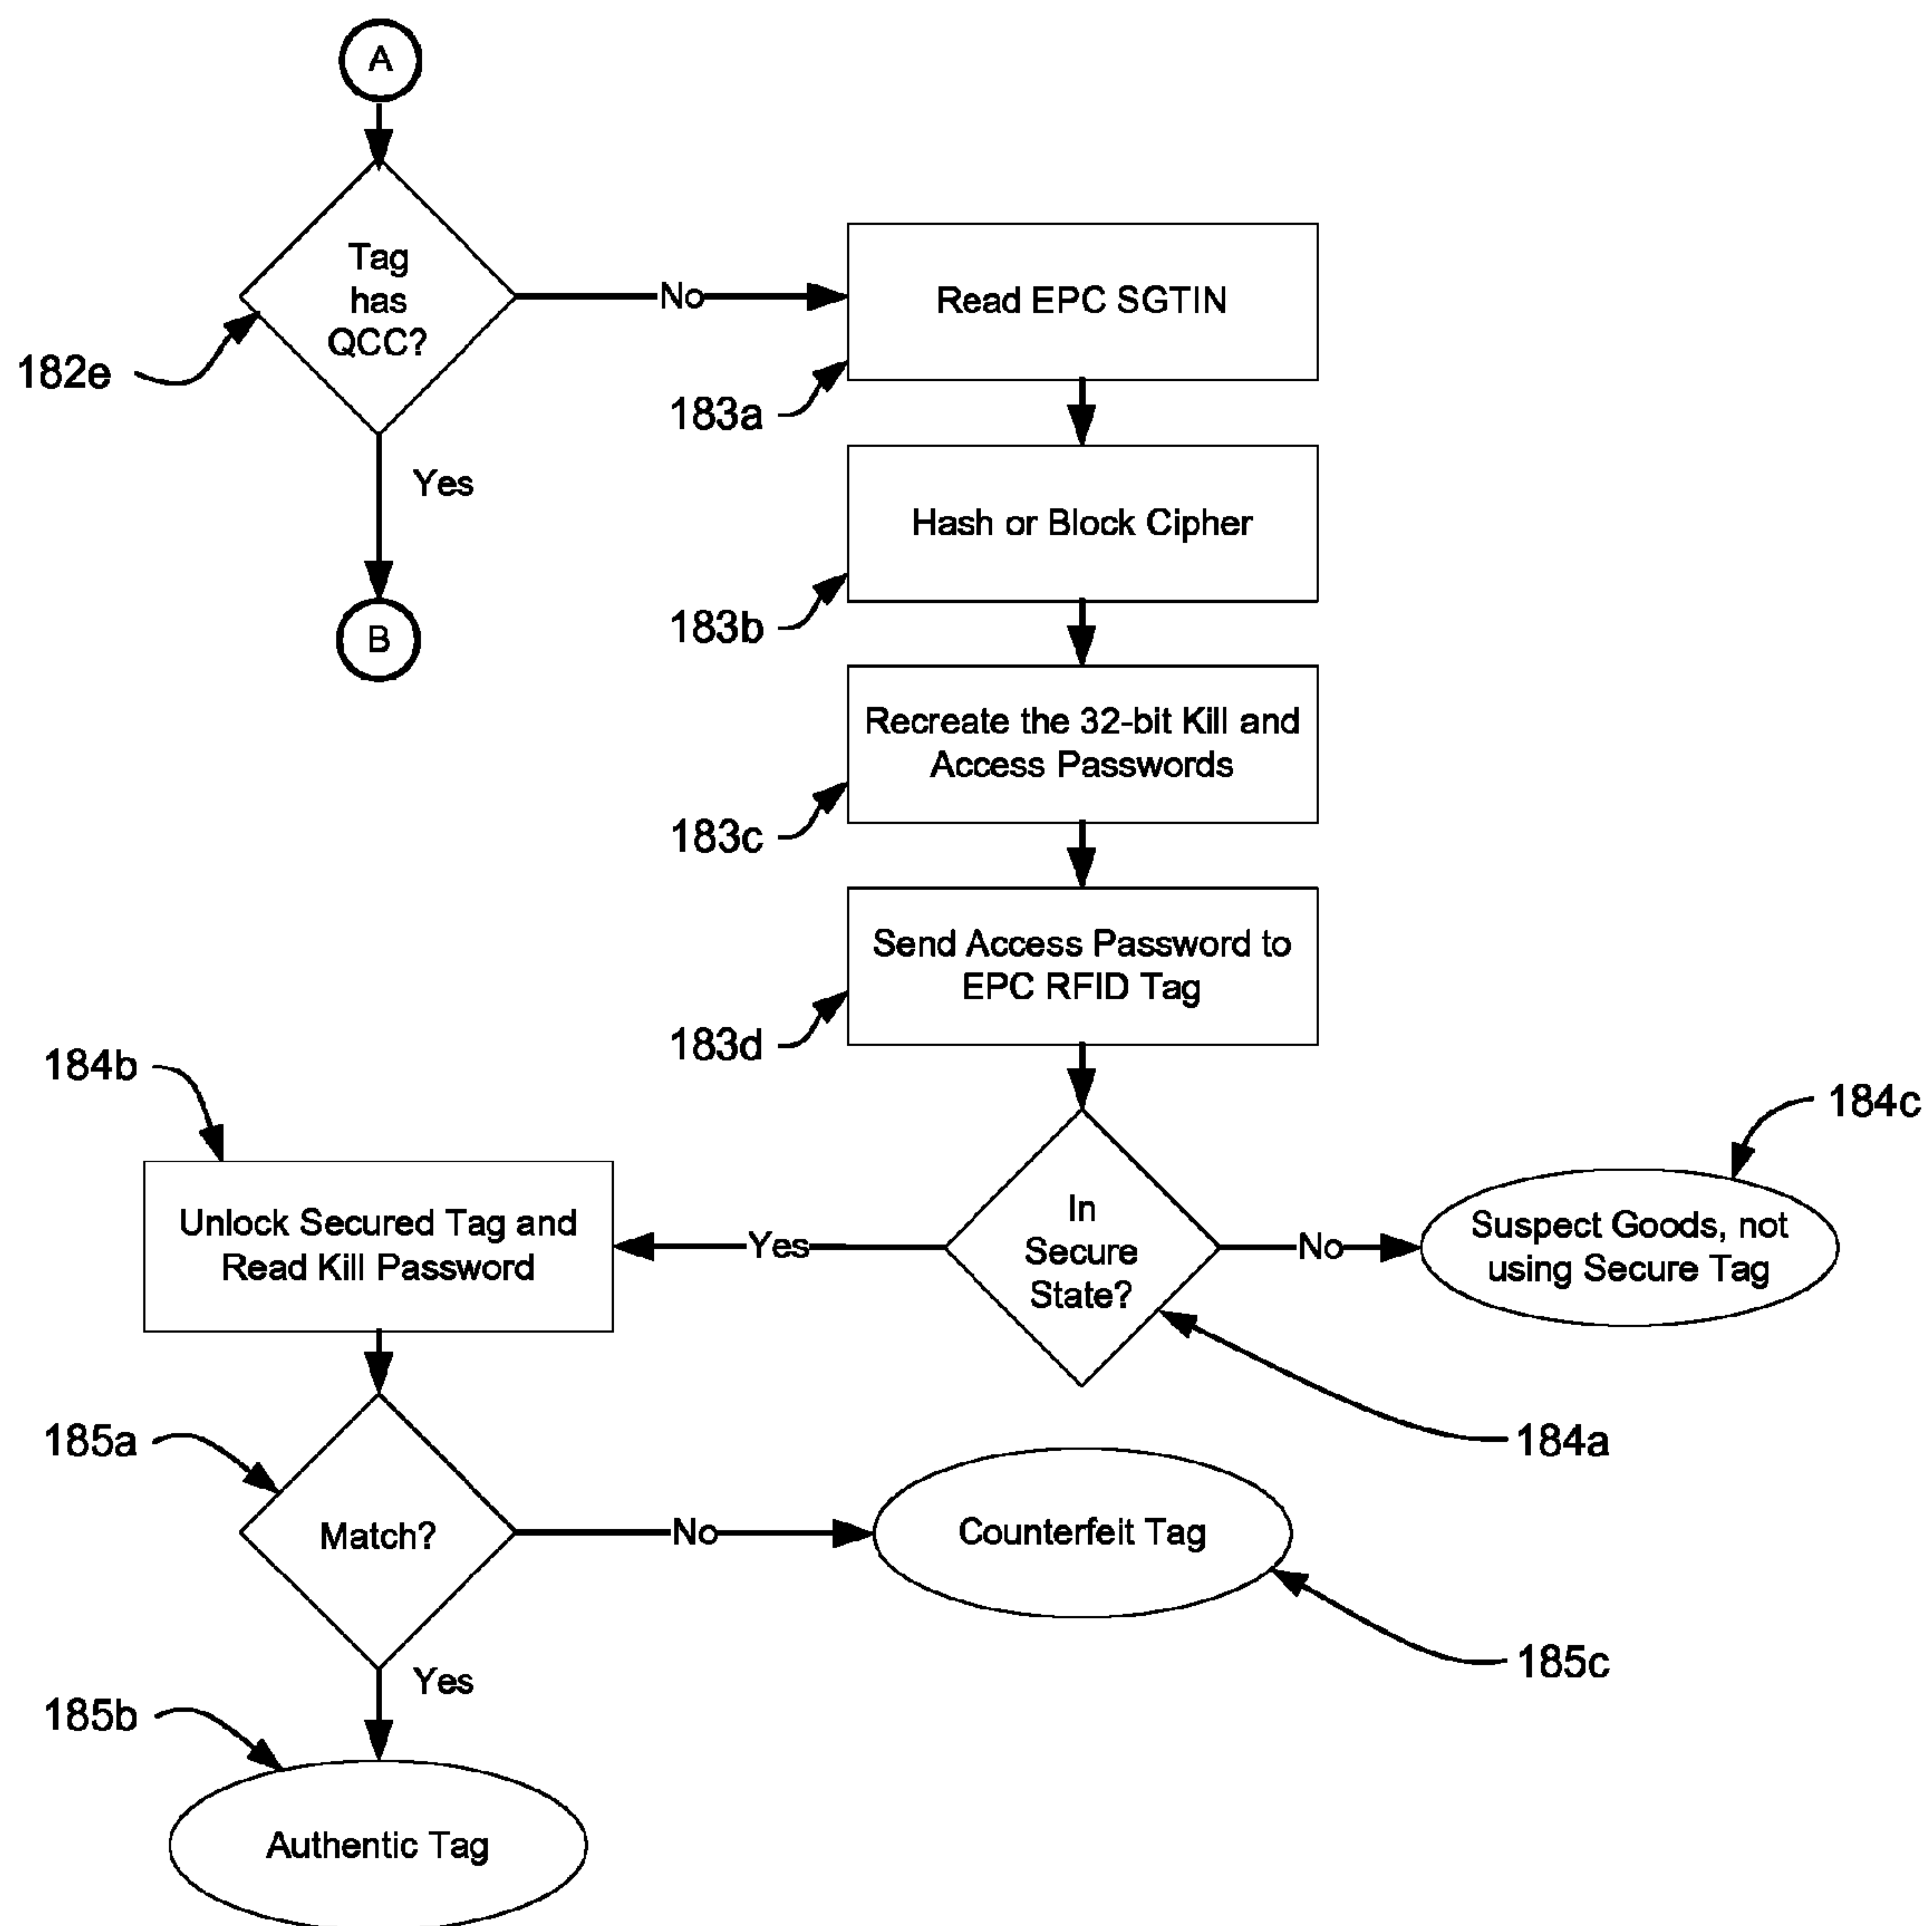 A
Tag
has
QCC?
182e
No
Read EPC SGTIN
183a
Yes
Hash or Block Cipher
183b
B
Recreate the 32-bit Kill and
Access Passwords
183c
Send Access Password to
EPC RFID Tag
183d
184b
184c
In
Secure
State?
Yes
No
Unlock Secured Tag and
Read Kill Password
Suspect Goods, not
using Secure Tag
184a
185a
Match?
No
Counterfeit Tag
185c
Yes
185b
Authentic Tag